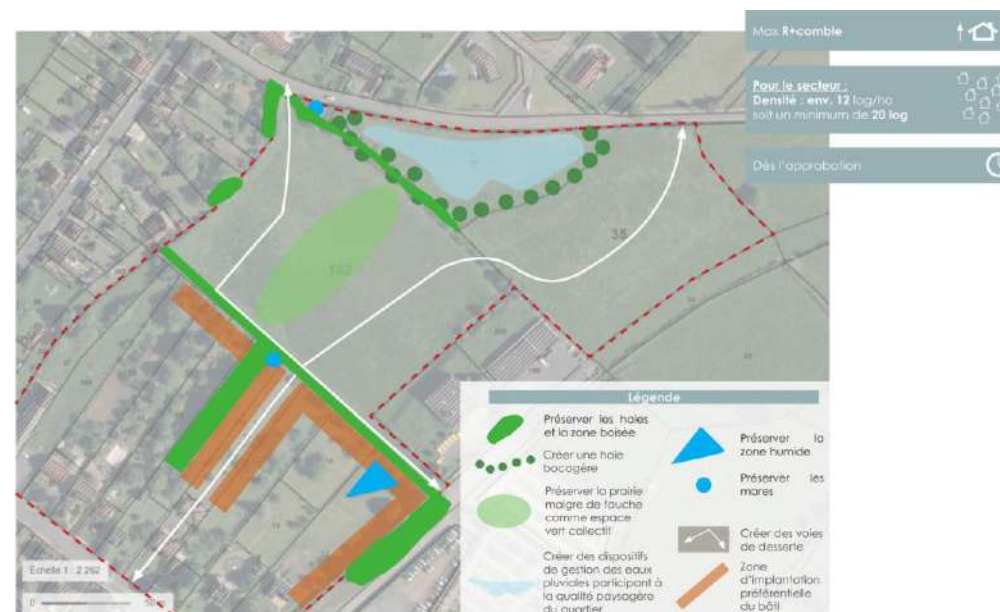 Max R+comble
Pour le secteur :
Densité : env. 12 log/ha
soit un minimum de 20 log
Dès l'approbation
35
Légende
Préserver les haies
et la zone boisée
Créer une haie
bocagère
Préserver la prairie
maigre de fauche
comme espace
vert collectif
Créer des dispositifs
de gestion des eaux
pluviales participant à
la qualité paysagère
du quartier
Préserver la
zone humide
Préserver les
mares
Créer des voies
de desserte
Zone
d'implantation
préférentielle
du bâti
Échelle 1 : 2 262
0 50 m